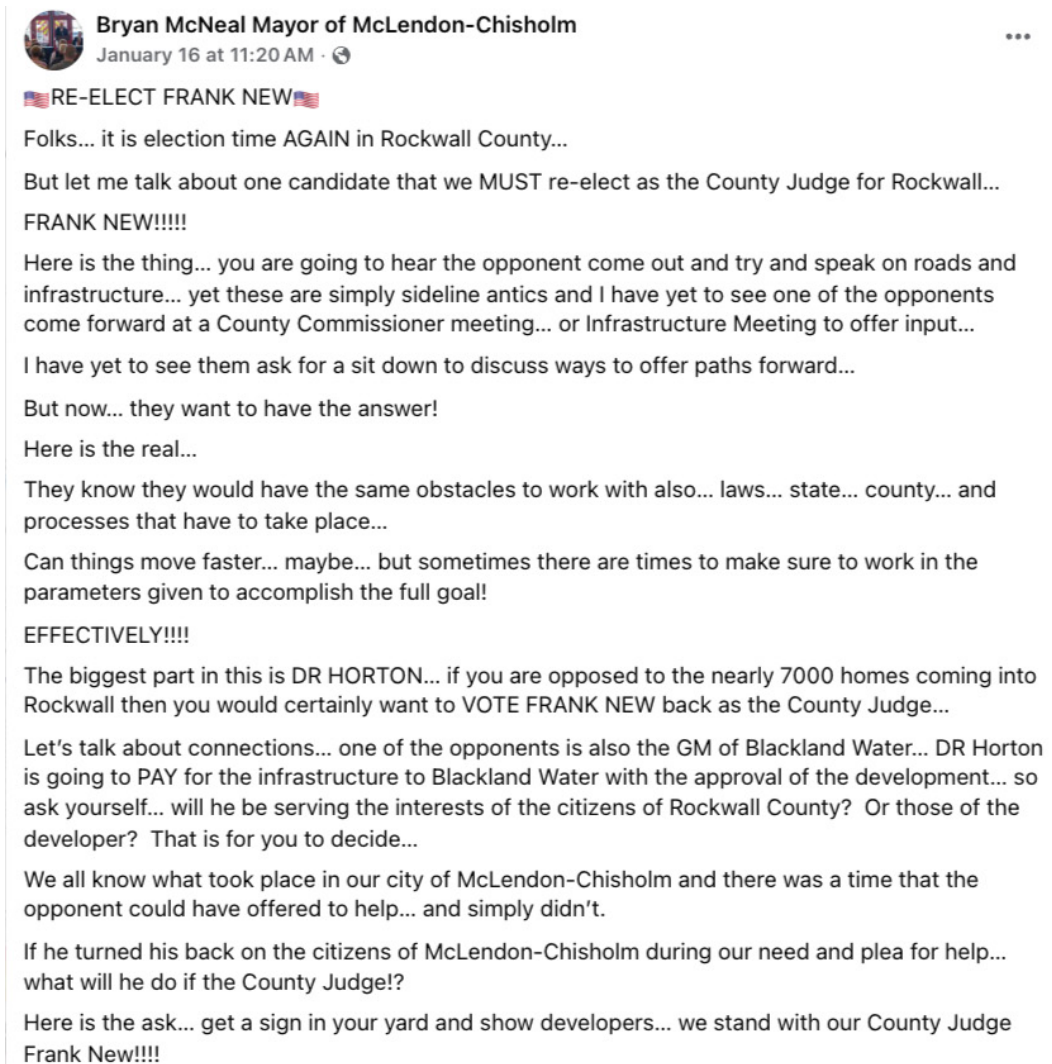 Bryan McNeal Mayor of McLendon-Chisholm
January 16 at 11:20 AM ·
🇺🇸RE-ELECT FRANK NEW🇺🇸
Folks... it is election time AGAIN in Rockwall County...
But let me talk about one candidate that we MUST re-elect as the County Judge for Rockwall...
FRANK NEW!!!!!
Here is the thing... you are going to hear the opponent come out and try and speak on roads and
infrastructure... yet these are simply sideline antics and I have yet to see one of the opponents
come forward at a County Commissioner meeting... or Infrastructure Meeting to offer input...
I have yet to see them ask for a sit down to discuss ways to offer paths forward...
But now... they want to have the answer!
Here is the real...
They know they would have the same obstacles to work with also... laws... state... county... and
processes that have to take place...
Can things move faster... maybe... but sometimes there are times to make sure to work in the
parameters given to accomplish the full goal!
EFFECTIVELY!!!!
The biggest part in this is DR HORTON... if you are opposed to the nearly 7000 homes coming into
Rockwall then you would certainly want to VOTE FRANK NEW back as the County Judge...
Let's talk about connections... one of the opponents is also the GM of Blackland Water... DR Horton
is going to PAY for the infrastructure to Blackland Water with the approval of the development... so
ask yourself... will he be serving the interests of the citizens of Rockwall County? Or those of the
developer? That is for you to decide...
We all know what took place in our city of McLendon-Chisholm and there was a time that the
opponent could have offered to help... and simply didn't.
If he turned his back on the citizens of McLendon-Chisholm during our need and plea for help...
what will he do if the County Judge!?
Here is the ask... get a sign in your yard and show developers... we stand with our County Judge
Frank New!!!!